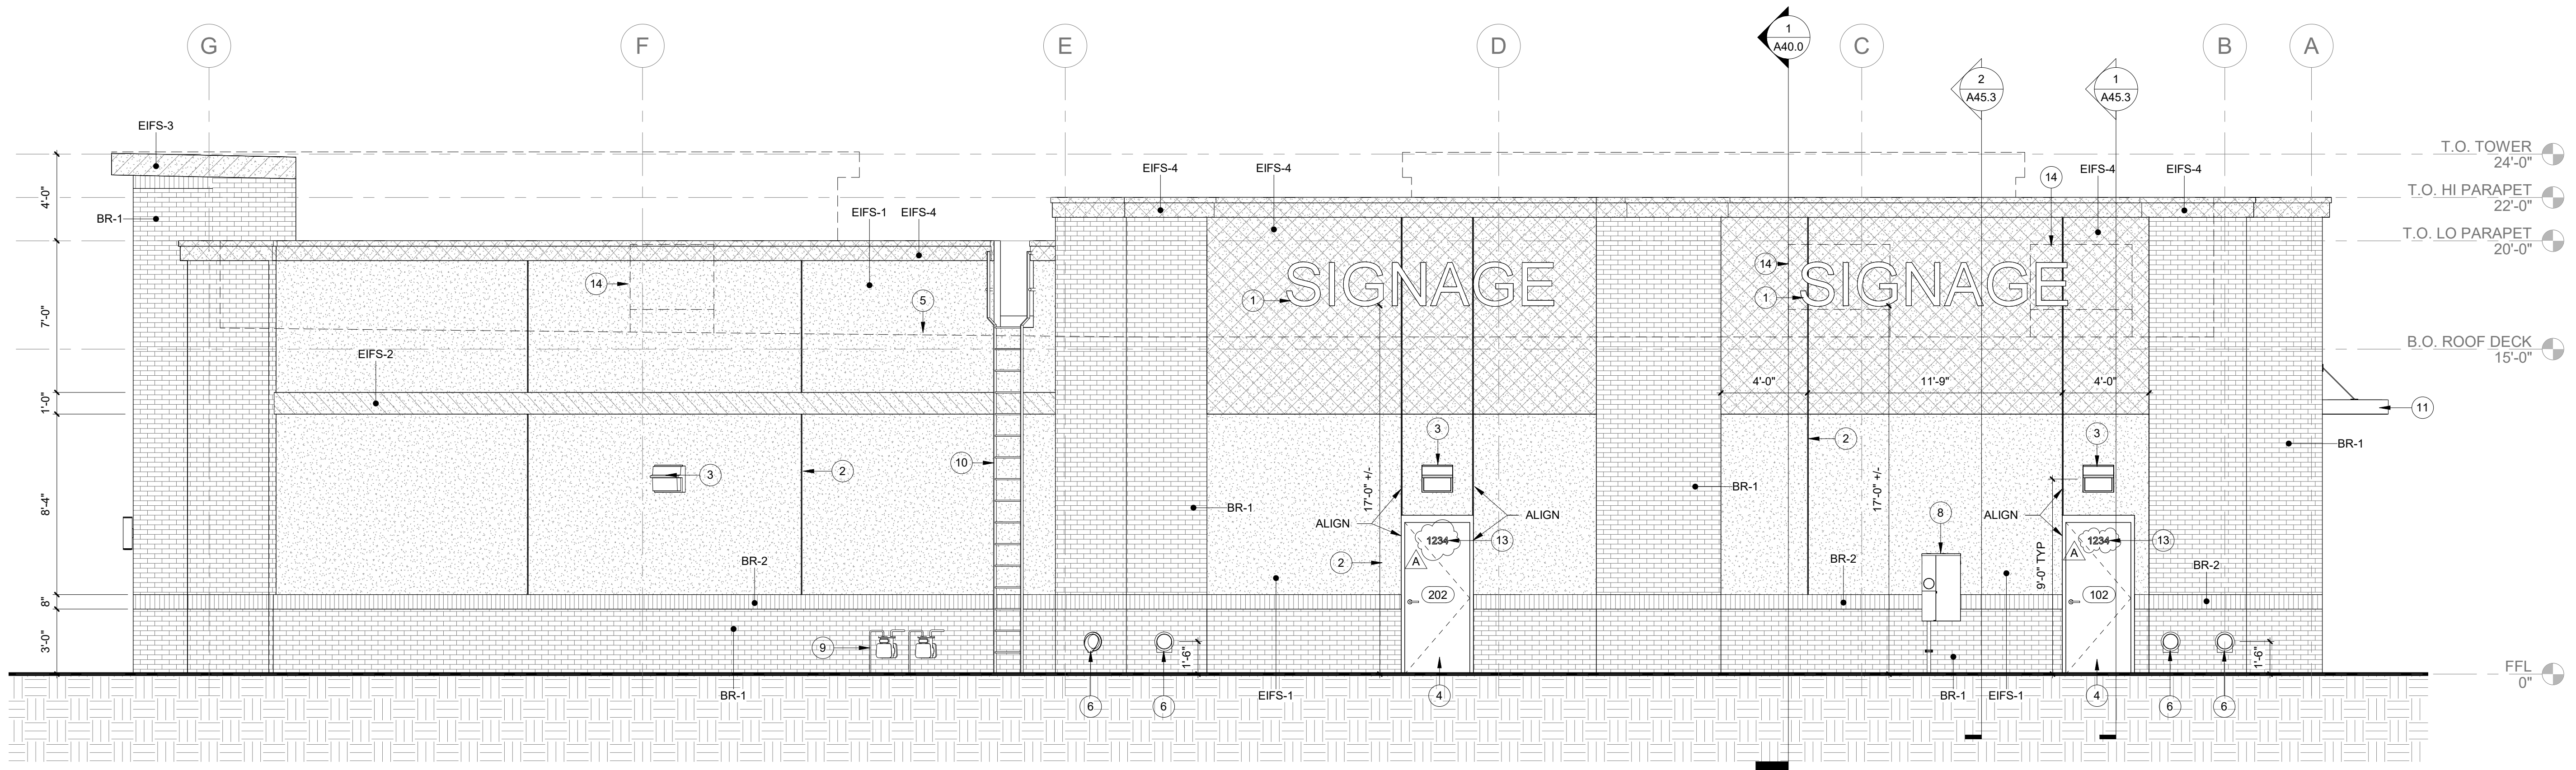 G
F
E
D
1
A40.0
C
2
A45.3
1
A45.3
B
A
EIFS-3
T.O. TOWER
24'-0"
EIFS-4
EIFS-4
EIFS-4
EIFS-4
14
T.O. HI PARAPET
22'-0"
4'-0"
BR-1
EIFS-1
EIFS-4
T.O. LO PARAPET
20'-0"
14
14
SIGNAGE
SIGNAGE
5
1
1
7'-0"
B.O. ROOF DECK
15'-0"
EIFS-2
4'-0"
11'-9"
4'-0"
1'-0"
11
3
2
3
BR-1
10
3
2
17'-0" +/-
BR-1
17'-0" +/-
8'-4"
BR-1
ALIGN
ALIGN
8
ALIGN
1234
13
1234
13
A
A
BR-2
2
BR-2
9'-0" TYP
BR-2
8"
202
102
3'-0"
9
1'-6"
1'-6"
FFL
0"
BR-1
6
6
EIFS-1
4
BR-1
EIFS-1
4
6
6